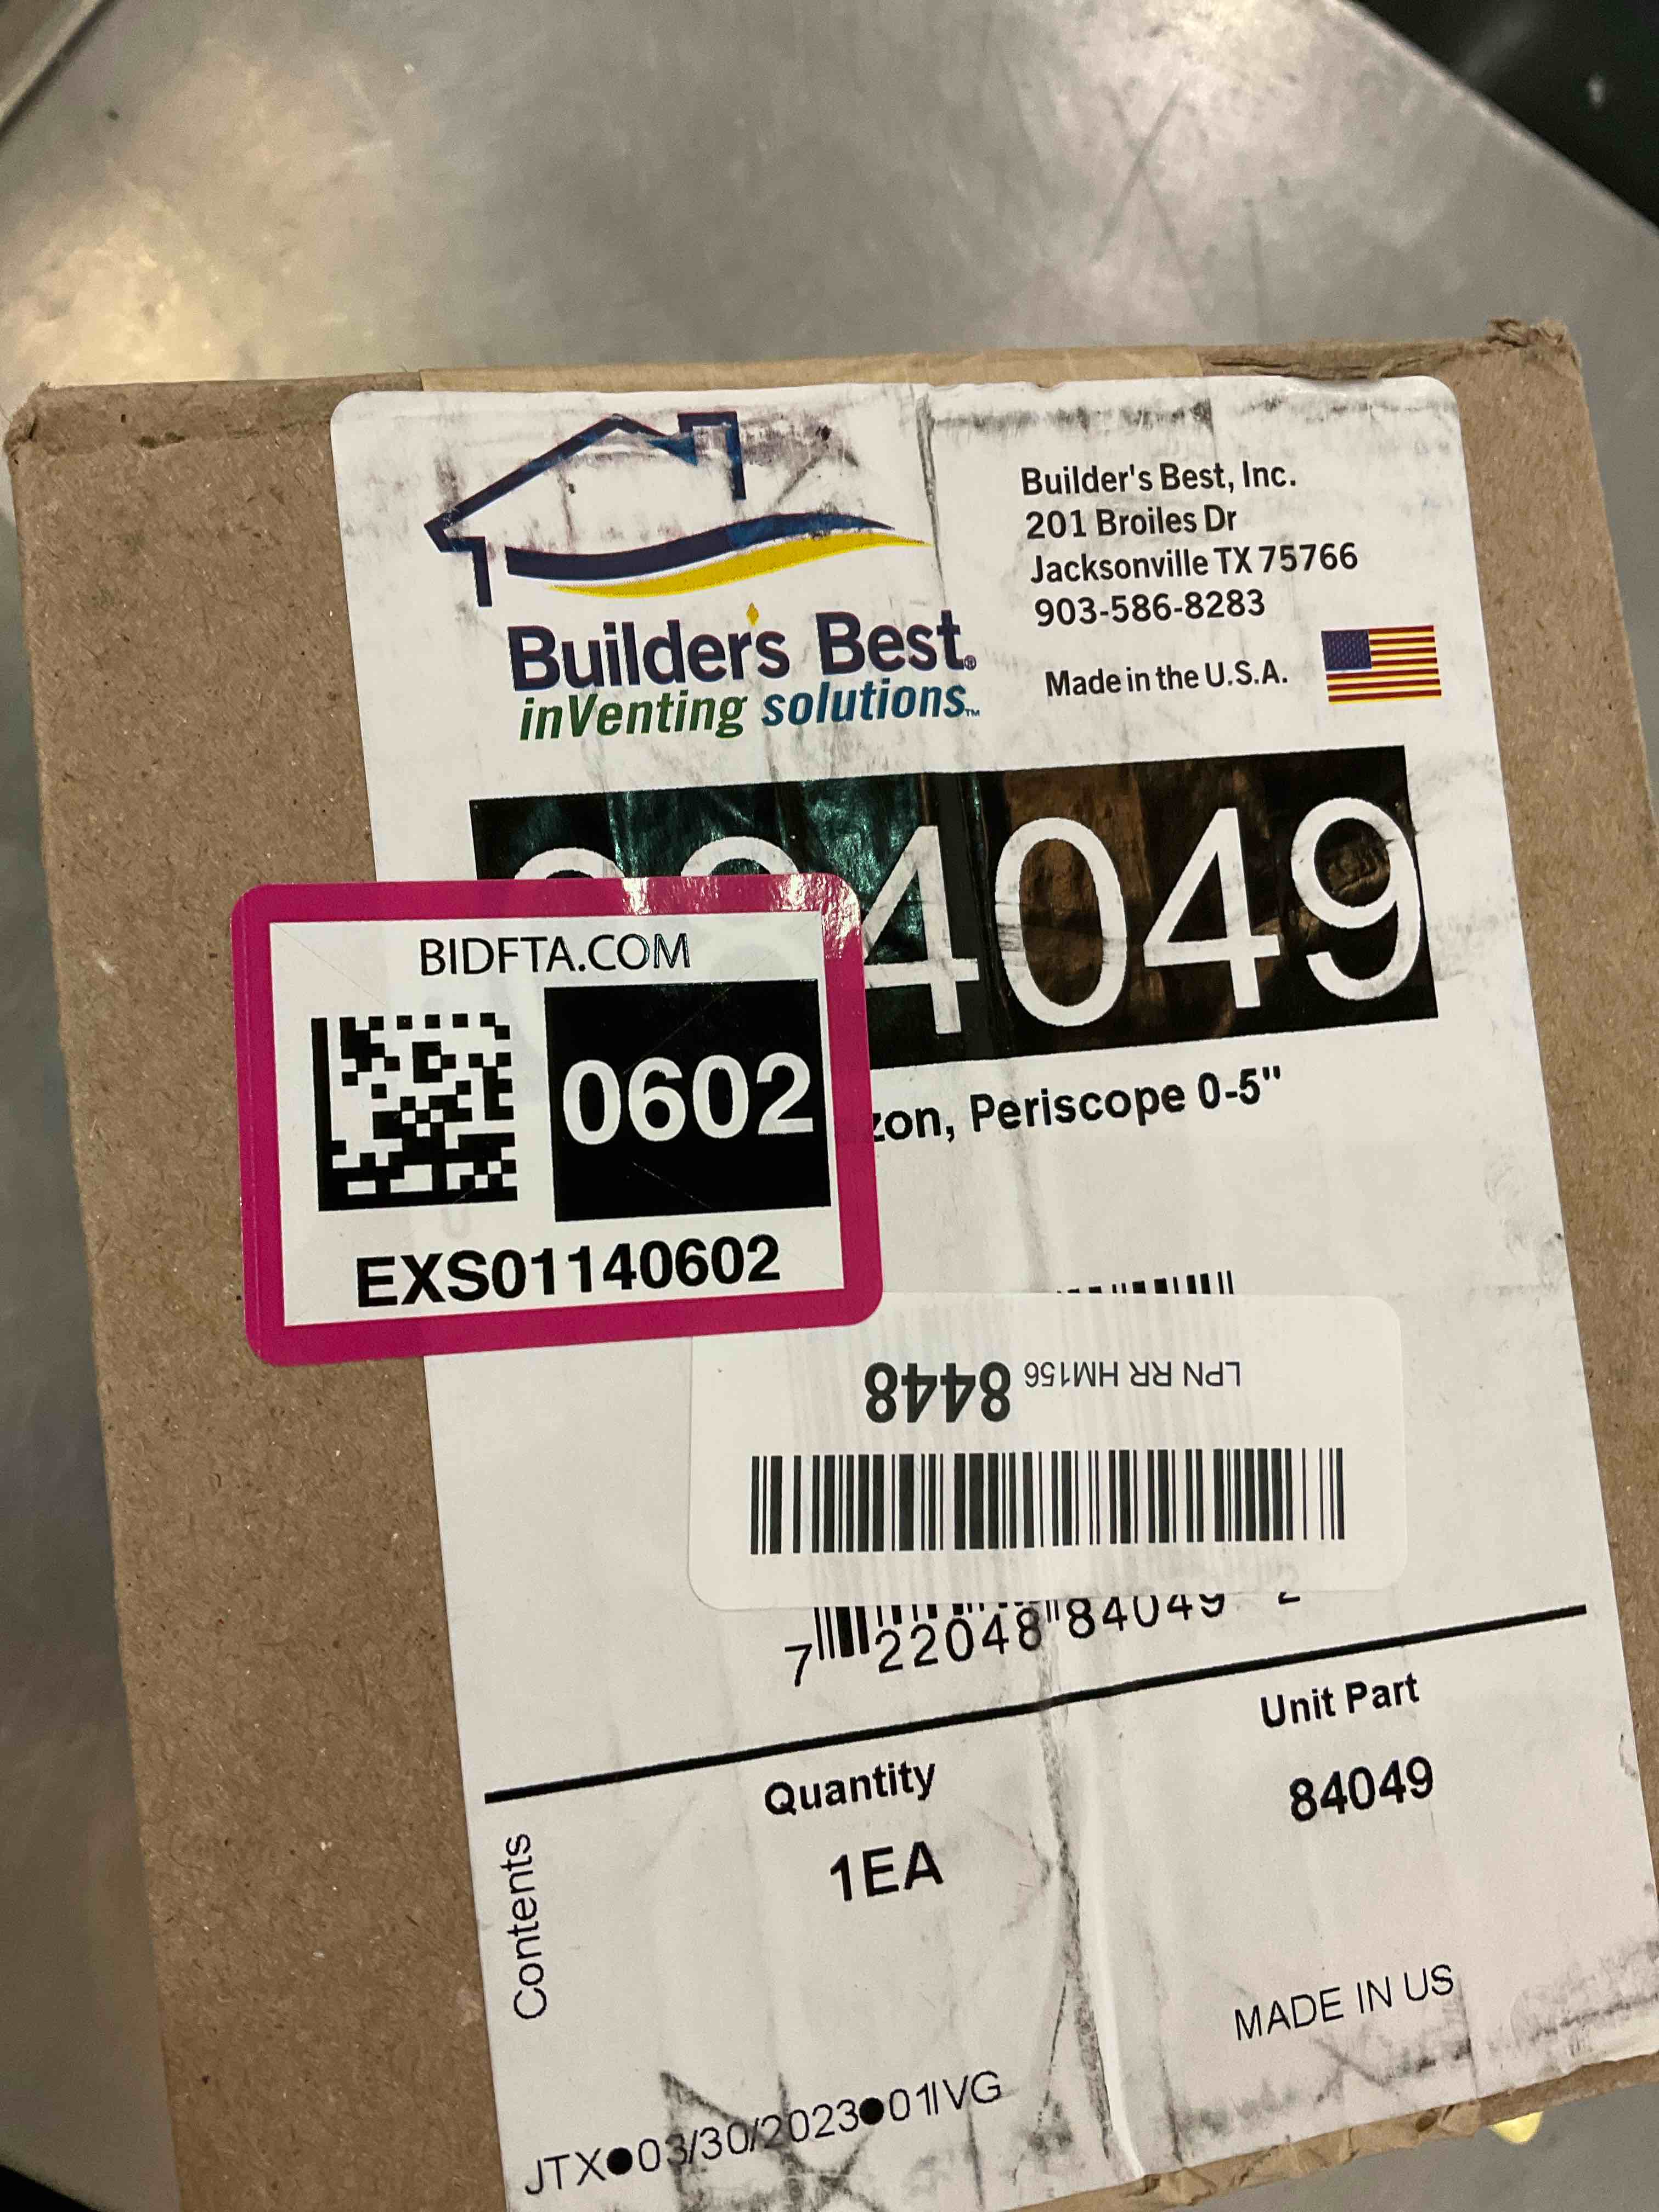 Builder's Best®
inVenting solutions™
Builder's Best, Inc.
201 Broiles Dr
Jacksonville TX 75766
903-586-8283
Made in the U.S.A.
4049
Periscope 0-5"
BIDFTA.COM
0602
EXS01140602
LPN RR HM156 8448
7 22048 84049 2
Contents
Quantity
1EA
Unit Part
84049
MADE IN US
JTX●03/30/2023●01IVG